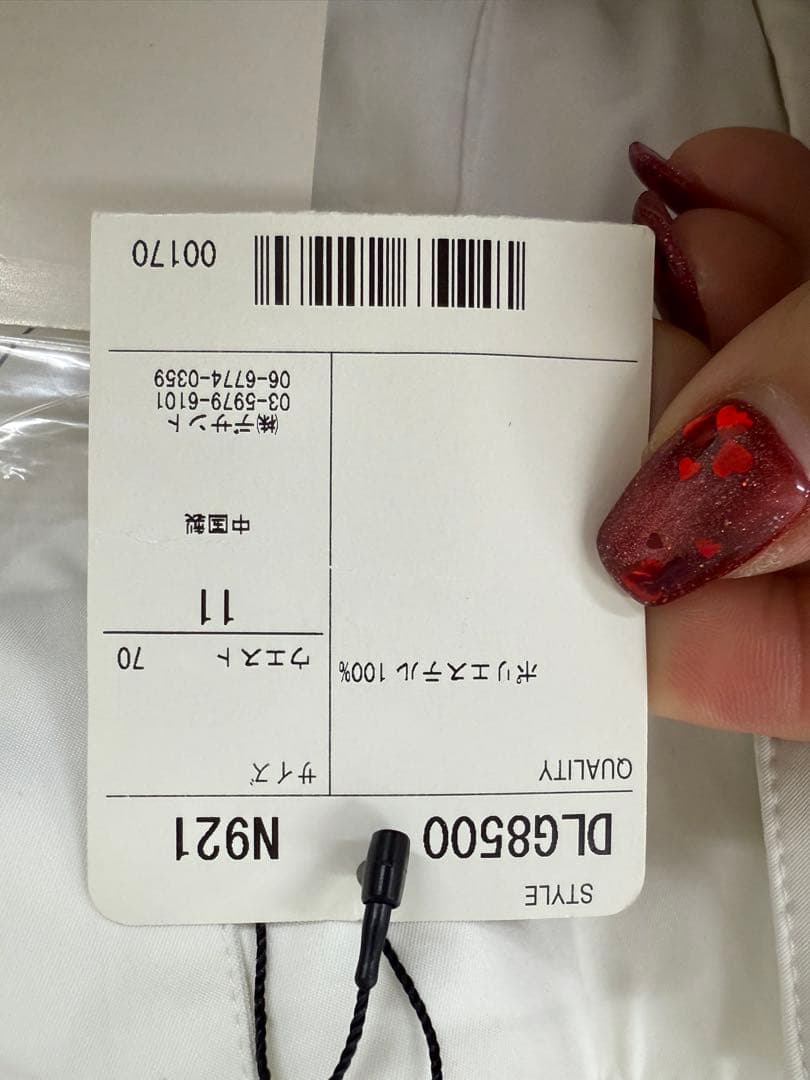 STYLE
DLG8500 N921
QUALITY
ポリエステル 100%
サイズ
ウエスト 70
11
中国製
㈱デサント
03-5979-6101
06-6774-0359
00170